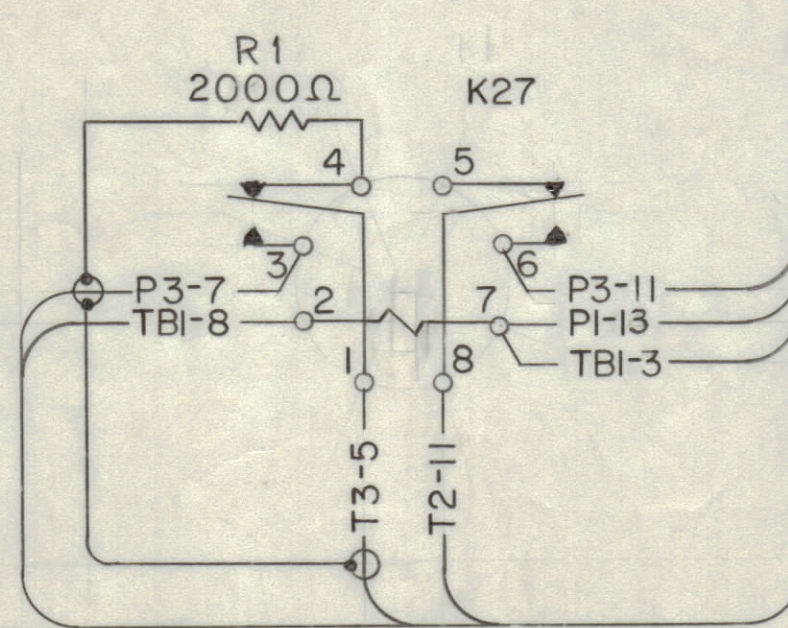 R1
2000Ω
K27
4
5
3
6
P3-7
P3-11
2
7
TB1-8
P1-13
1
8
TB1-3
T3-5
T2-11